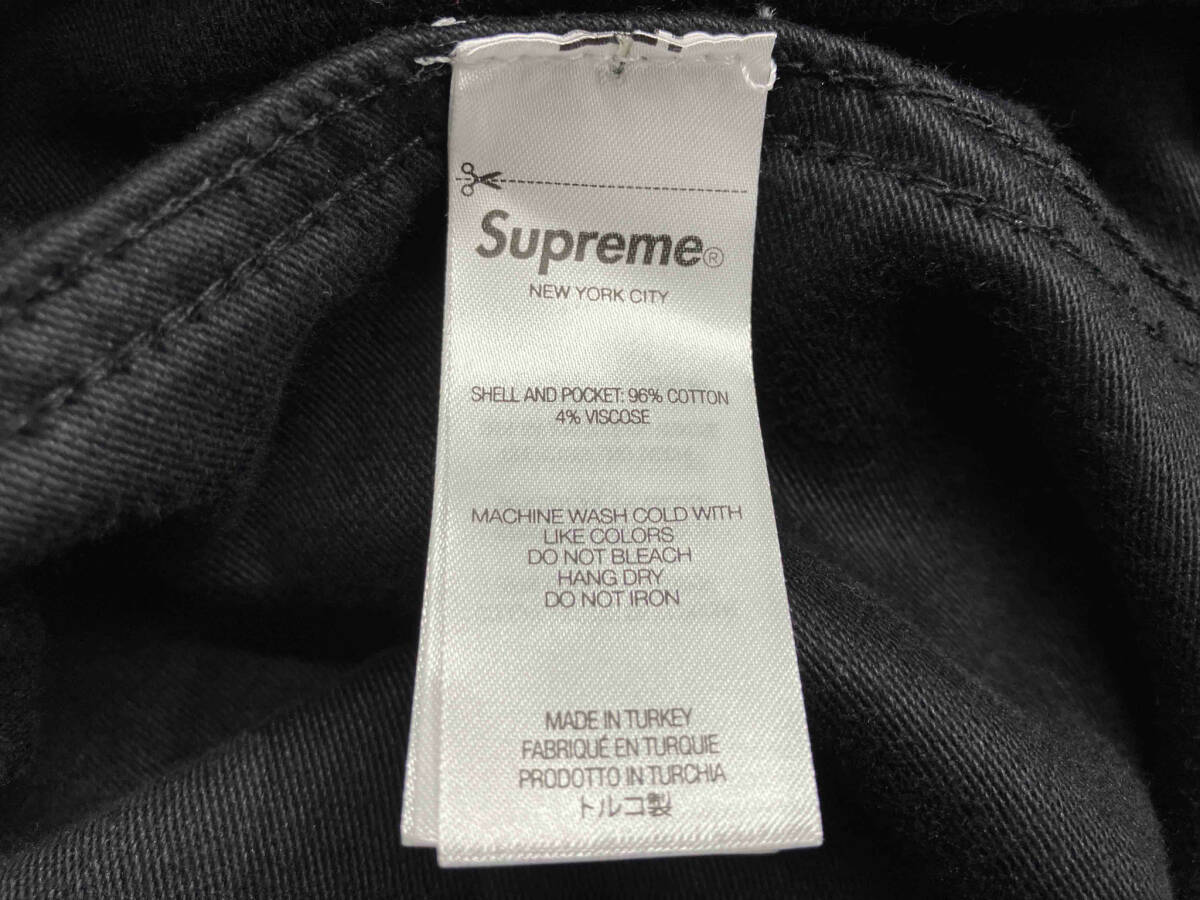 Supreme®
NEW YORK CITY
SHELL AND POCKET: 96% COTTON
4% VISCOSE
MACHINE WASH COLD WITH
LIKE COLORS
DO NOT BLEACH
HANG DRY
DO NOT IRON
MADE IN TURKEY
FABRIQUÉ EN TURQUIE
PRODOTTO IN TURCHIA
トルコ製